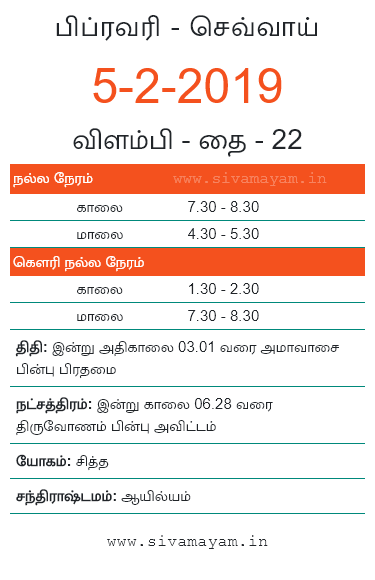 பிப்ரவரி - செவ்வாய்
5-2-2019
விளம்பி - தை - 22
நல்ல நேரம் www.sivamayam.in
காலை 7.30 - 8.30
மாலை 4.30 - 5.30
கௌரி நல்ல நேரம்
காலை 1.30 - 2.30
மாலை 7.30 - 8.30
திதி: இன்று அதிகாலை 03.01 வரை அமாவாசை
பின்பு பிரதமை
நட்சத்திரம்: இன்று காலை 06.28 வரை
திருவோணம் பின்பு அவிட்டம்
யோகம்: சித்த
சந்திராஷ்டமம்: ஆயில்யம்
www.sivamayam.in